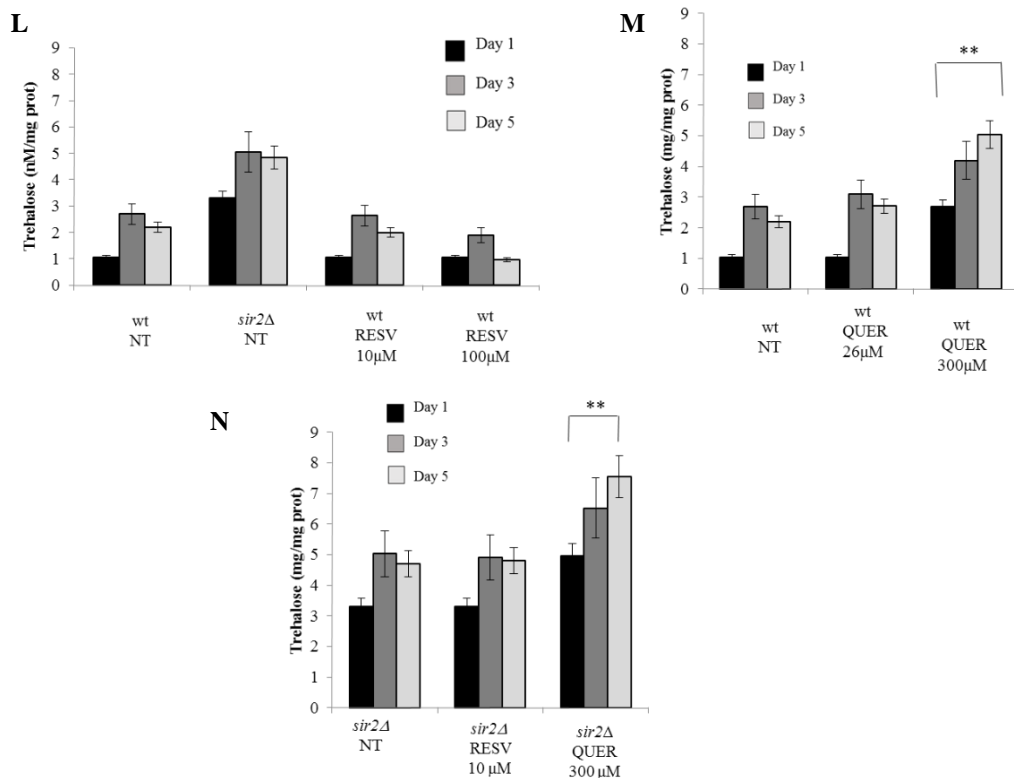 L
Trehalose (nM/mg prot)
9
8
7
6
5
4
3
2
1
0
Day 1
Day 3
Day 5
wt
NT
sir2Δ
NT
wt
RESV
10μM
wt
RESV
100μM
M
Trehalose (mg/mg prot)
9
8
7
6
5
4
3
2
1
0
Day 1
Day 3
Day 5
**
wt
NT
wt
QUER
26μM
wt
QUER
300μM
N
Trehalose (mg/mg prot)
9
8
7
6
5
4
3
2
1
0
Day 1
Day 3
Day 5
**
sir2Δ
NT
sir2Δ
RESV
10 μM
sir2Δ
QUER
300 μM